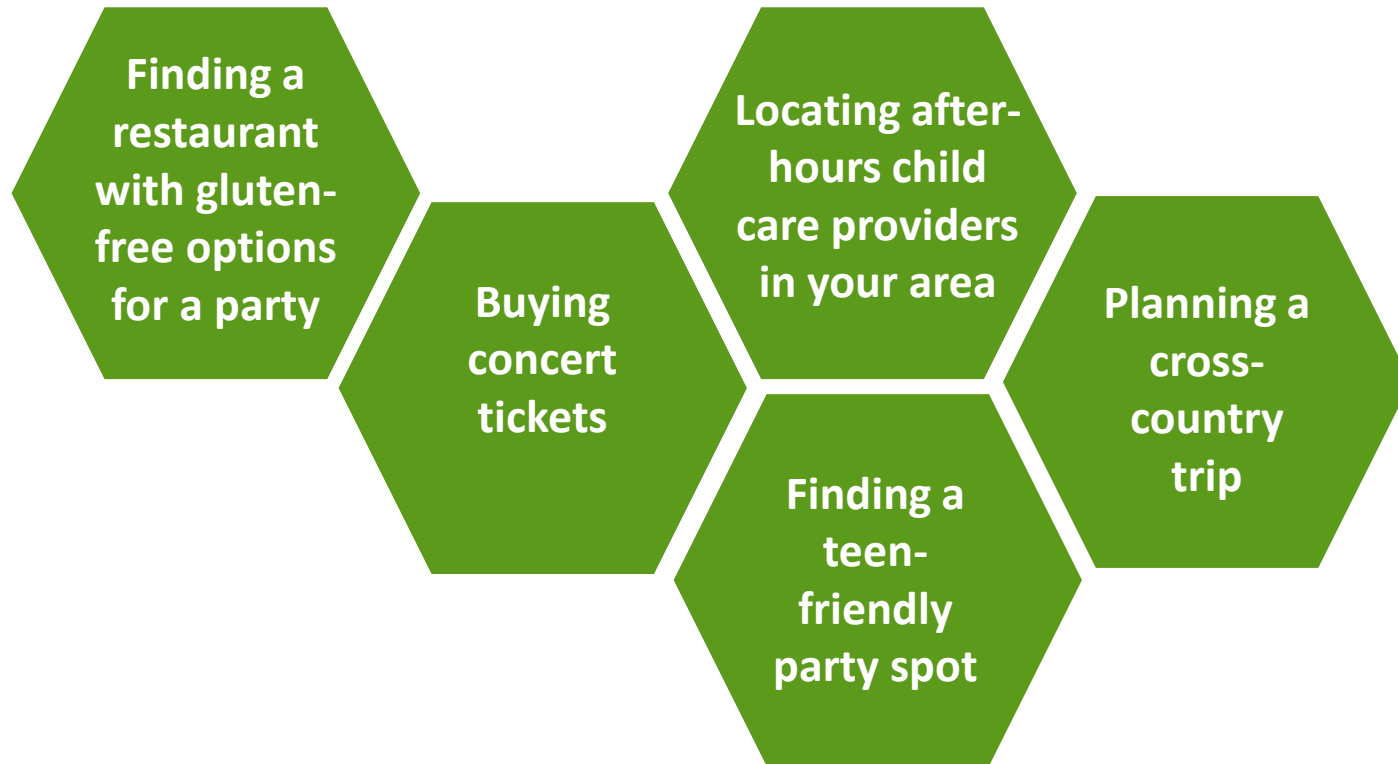 Finding a
restaurant
with gluten-
free options
for a party
Buying
concert
tickets
Locating after-
hours child
care providers
in your area
Finding a
teen-
friendly
party spot
Planning a
cross-
country
trip